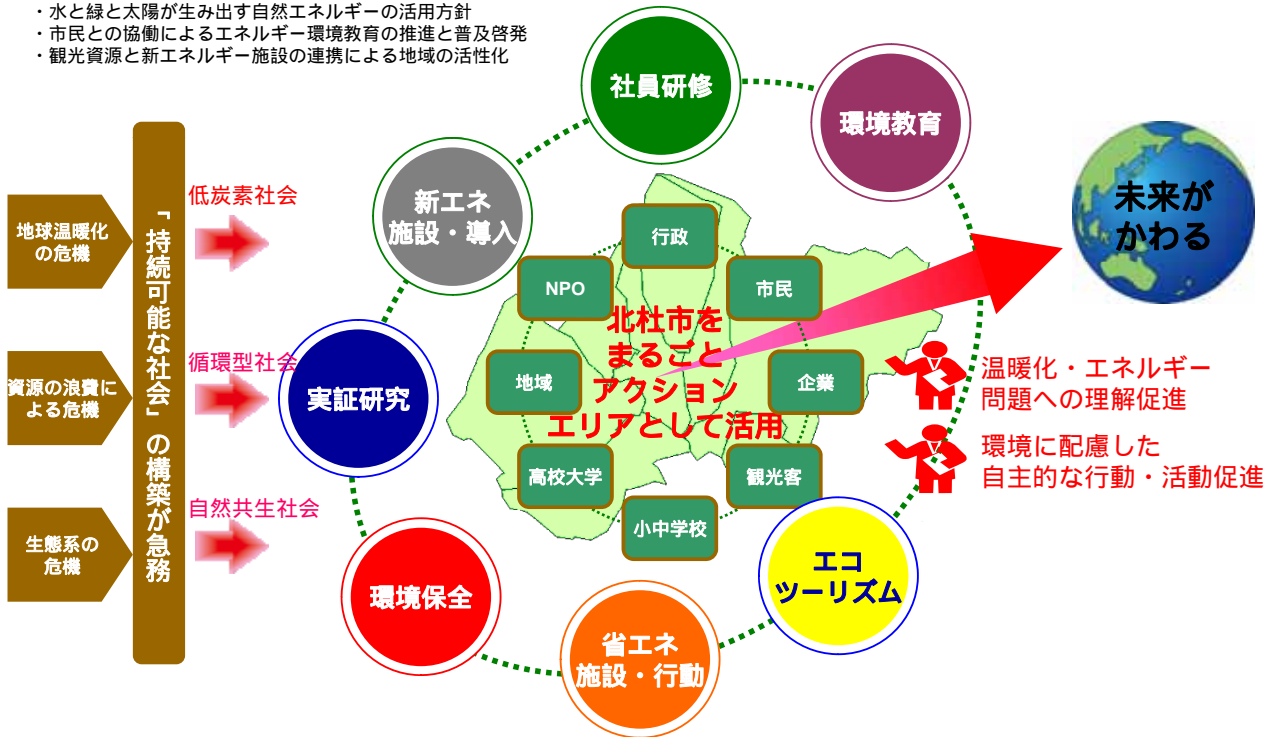 ・水と緑と太陽が生み出す自然エネルギーの活用方針
・市民との協働によるエネルギー環境教育の推進と普及啓発
・観光資源と新エネルギー施設の連携による地域の活性化
地球温暖化
の危機
資源の浪費に
よる危機
生態系の
危機
「持続可能な社会」の構築が急務
低炭素社会
循環型社会
自然共生社会
社員研修
環境教育
新エネ
施設・導入
実証研究
環境保全
省エネ
施設・行動
エコ
ツーリズム
行政
NPO
市民
地域
企業
高校大学
観光客
小中学校
北杜市を
まるごと
アクション
エリアとして活用
未来が
かわる
温暖化・エネルギー
問題への理解促進
環境に配慮した
自主的な行動・活動促進